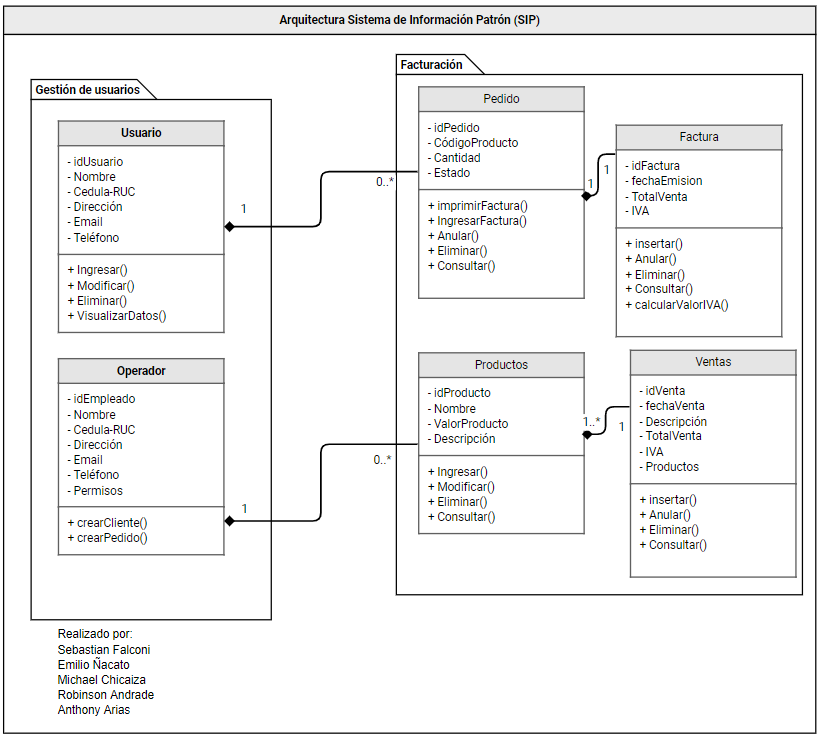 Arquitectura Sistema de Información Patrón (SIP)
Gestión de usuarios
Usuario
- idUsuario
- Nombre
- Cedula-RUC
- Dirección
- Email
- Teléfono
+ Ingresar()
+ Modificar()
+ Eliminar()
+ VisualizarDatos()
1
0..*
Operador
- idEmpleado
- Nombre
- Cedula-RUC
- Dirección
- Email
- Teléfono
- Permisos
+ crearCliente()
+ crearPedido()
1
0..*
Facturación
Pedido
- idPedido
- CódigoProducto
- Cantidad
- Estado
+ imprimirFactura()
+ IngresarFactura()
+ Anular()
+ Eliminar()
+ Consultar()
1
1
Factura
- idFactura
- fechaEmision
- TotalVenta
- IVA
+ insertar()
+ Anular()
+ Eliminar()
+ Consultar()
+ calcularValorIVA()
Productos
- idProducto
- Nombre
- ValorProducto
- Descripción
+ Ingresar()
+ Modificar()
+ Eliminar()
+ Consultar()
1..*
1
Ventas
- idVenta
- fechaVenta
- Descripción
- TotalVenta
- IVA
- Productos
+ insertar()
+ Anular()
+ Eliminar()
+ Consultar()
Realizado por:
Sebastian Falconi
Emilio Ñacato
Michael Chicaiza
Robinson Andrade
Anthony Arias